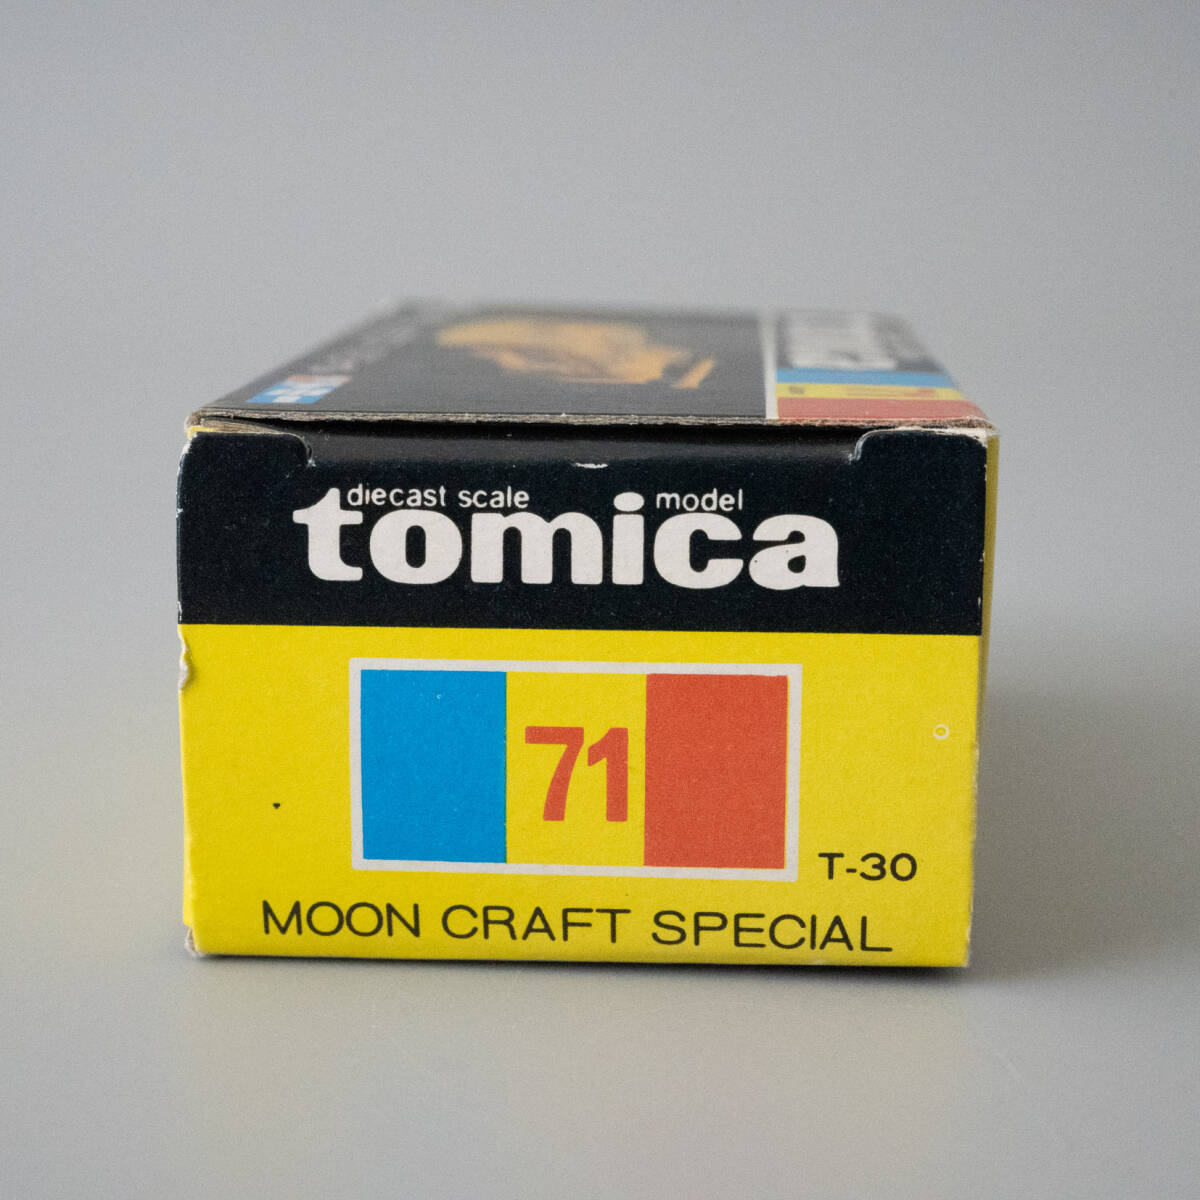 diecast scale model
tomica
71
T-30
MOON CRAFT SPECIAL